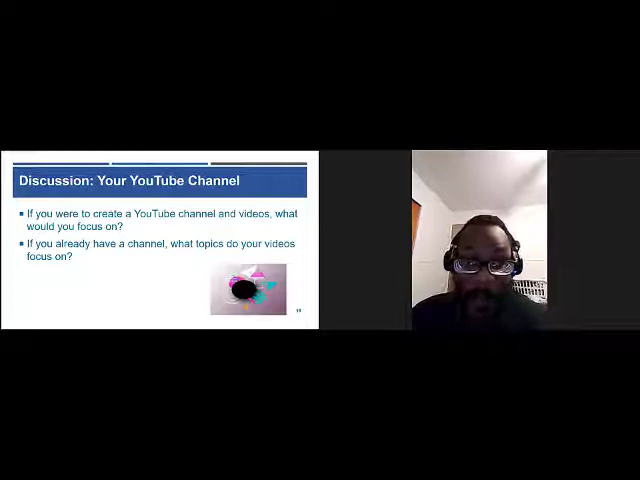 Discussion: Your YouTube Channel
If you were to create a YouTube channel and videos, what
would you focus on?
If you already have a channel, what topics do your videos
focus on?